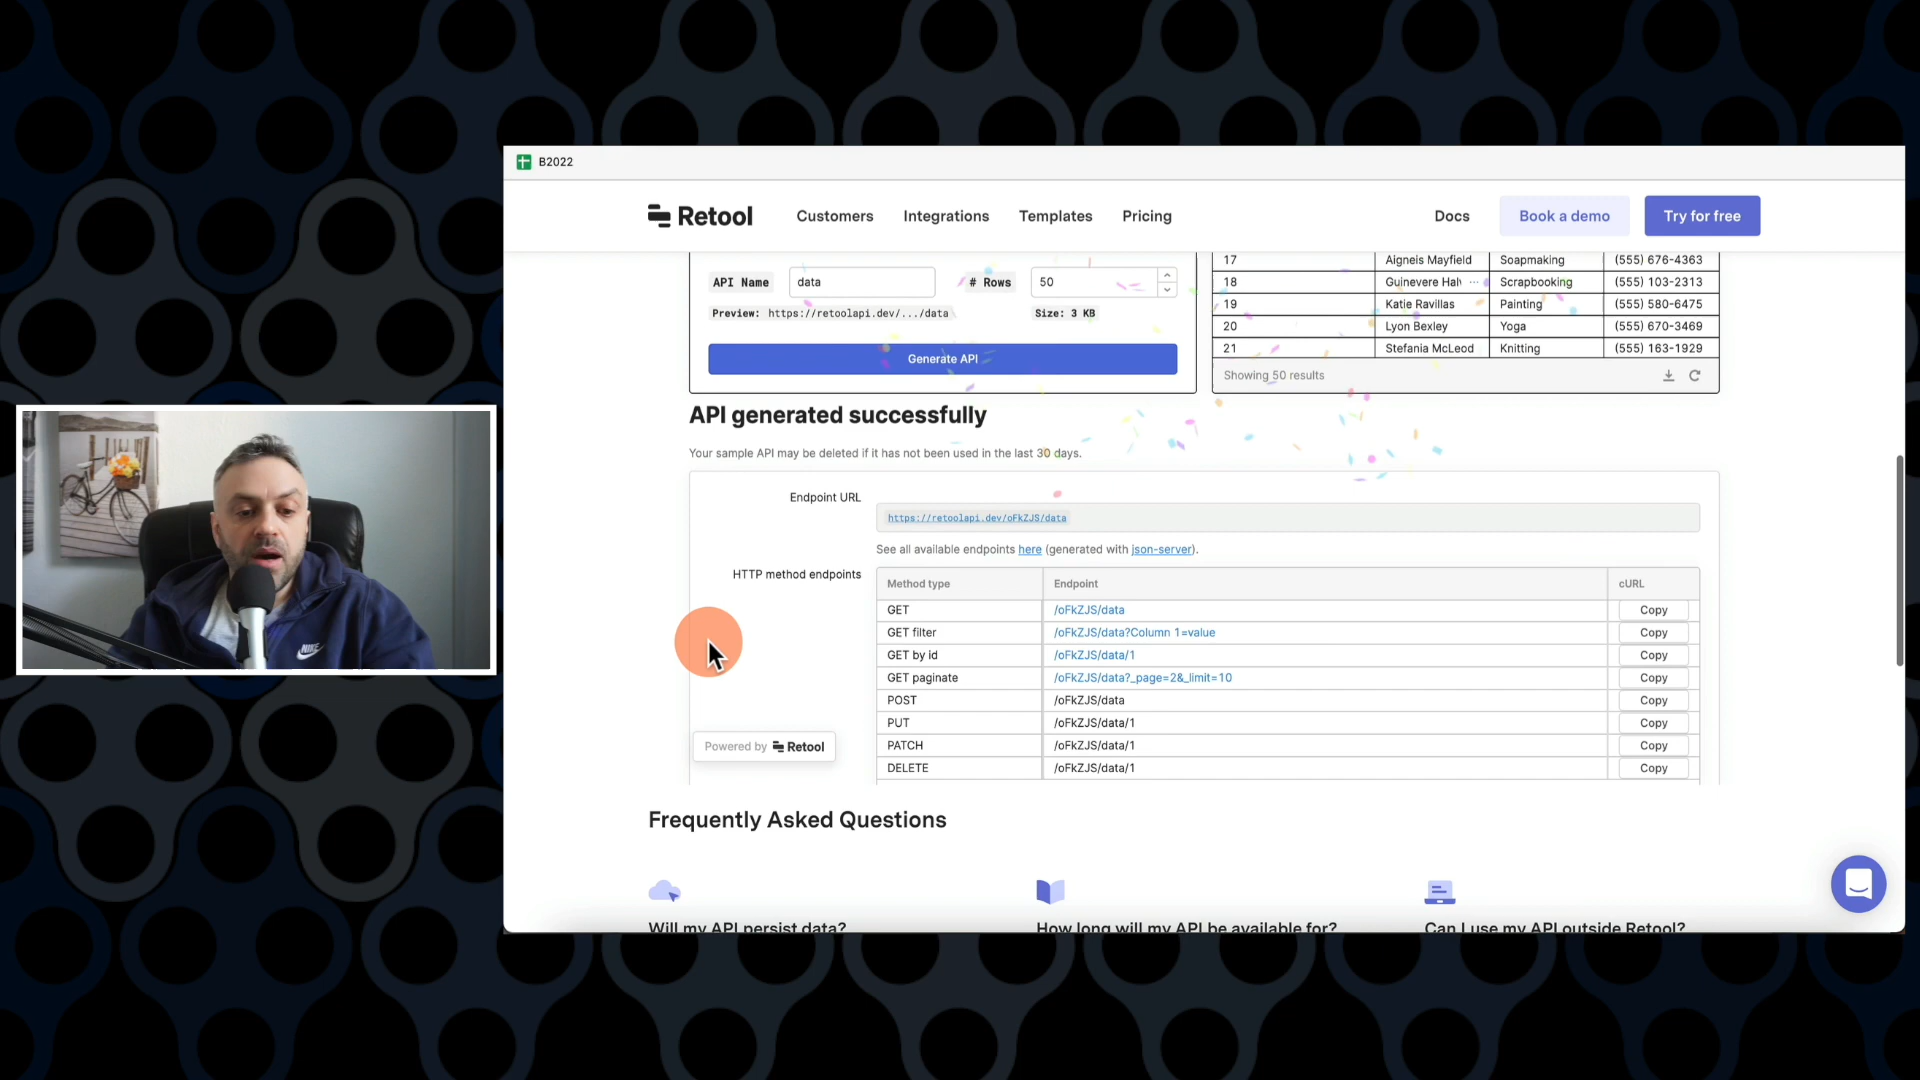 B2022
Retool
Customers
Integrations
Templates
Pricing
Docs
Book a demo
Try for free
API Name
data
# Rows
50
Preview: https://retoolapi.dev/.../data
Size: 3 KB
Generate API
17 Aigneis Mayfield Soapmaking (555) 676-4363
18 Guinevere Hal ... Scrapbooking (555) 103-2313
19 Katie Ravillas Painting (555) 580-6475
20 Lyon Bexley Yoga (555) 670-3469
21 Stefania McLeod Knitting (555) 163-1929
Showing 50 results
API generated successfully
Your sample API may be deleted if it has not been used in the last 30 days.
Endpoint URL
https://retoolapi.dev/oFkZJS/data
See all available endpoints here (generated with json-server).
HTTP method endpoints
Method type Endpoint cURL
GET /oFkZJS/data Copy
GET filter /oFkZJS/data?Column 1=value Copy
GET by id /oFkZJS/data/1 Copy
GET paginate /oFkZJS/data?_page=2&_limit=10 Copy
POST /oFkZJS/data Copy
PUT /oFkZJS/data/1 Copy
PATCH /oFkZJS/data/1 Copy
DELETE /oFkZJS/data/1 Copy
Powered by Retool
Frequently Asked Questions
Will my API persist data?
How long will my API be available for?
Can I use my API outside Retool?
NIKE